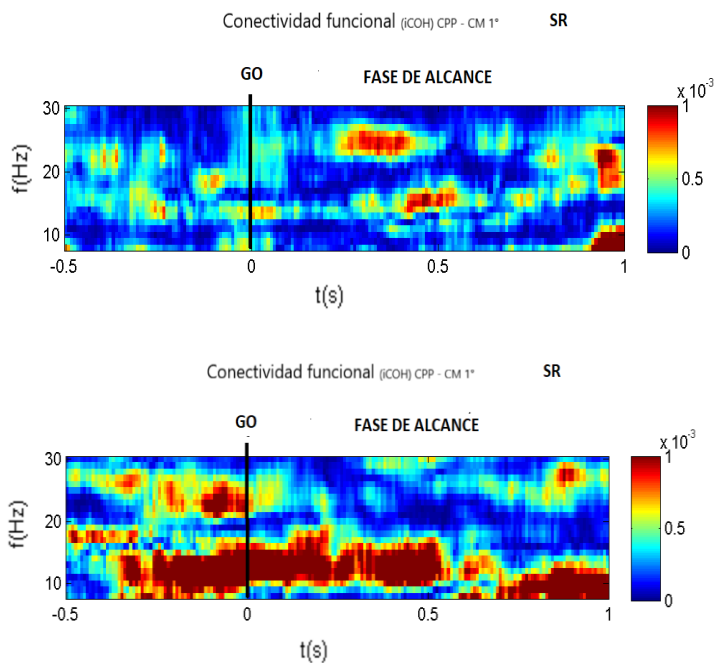 Conectividad funcional (iCOH) CPP - CM 1° SR
GO FASE DE ALCANCE
x 10⁻³
30 1
f(Hz) 20 0.5
10 0
-0.5 0 0.5 1
t(s)
Conectividad funcional (iCOH) CPP - CM 1° SR
GO FASE DE ALCANCE
x 10⁻³
30 1
f(Hz) 20 0.5
10 0
-0.5 0 0.5 1
t(s)